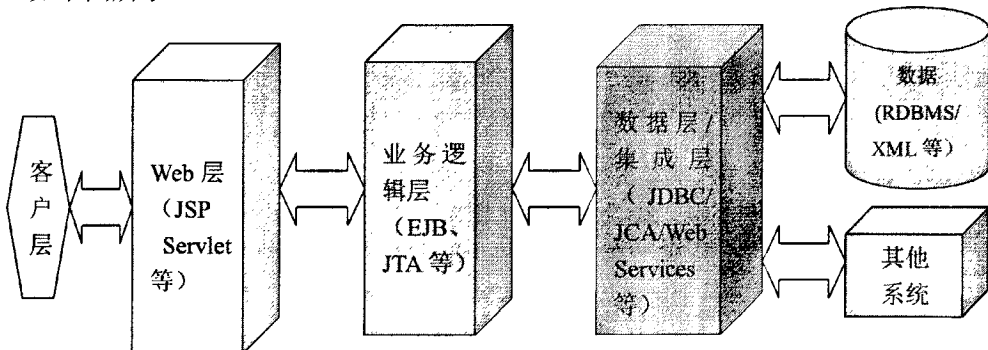 客
户
层
Web 层
（JSP
Servlet
等）
业务逻
辑层
（EJB、
JTA 等）
数据层/
集成层
（ JDBC/
JCA/Web
Services
等）
数据
(RDBMS/
XML 等)
其他
系统